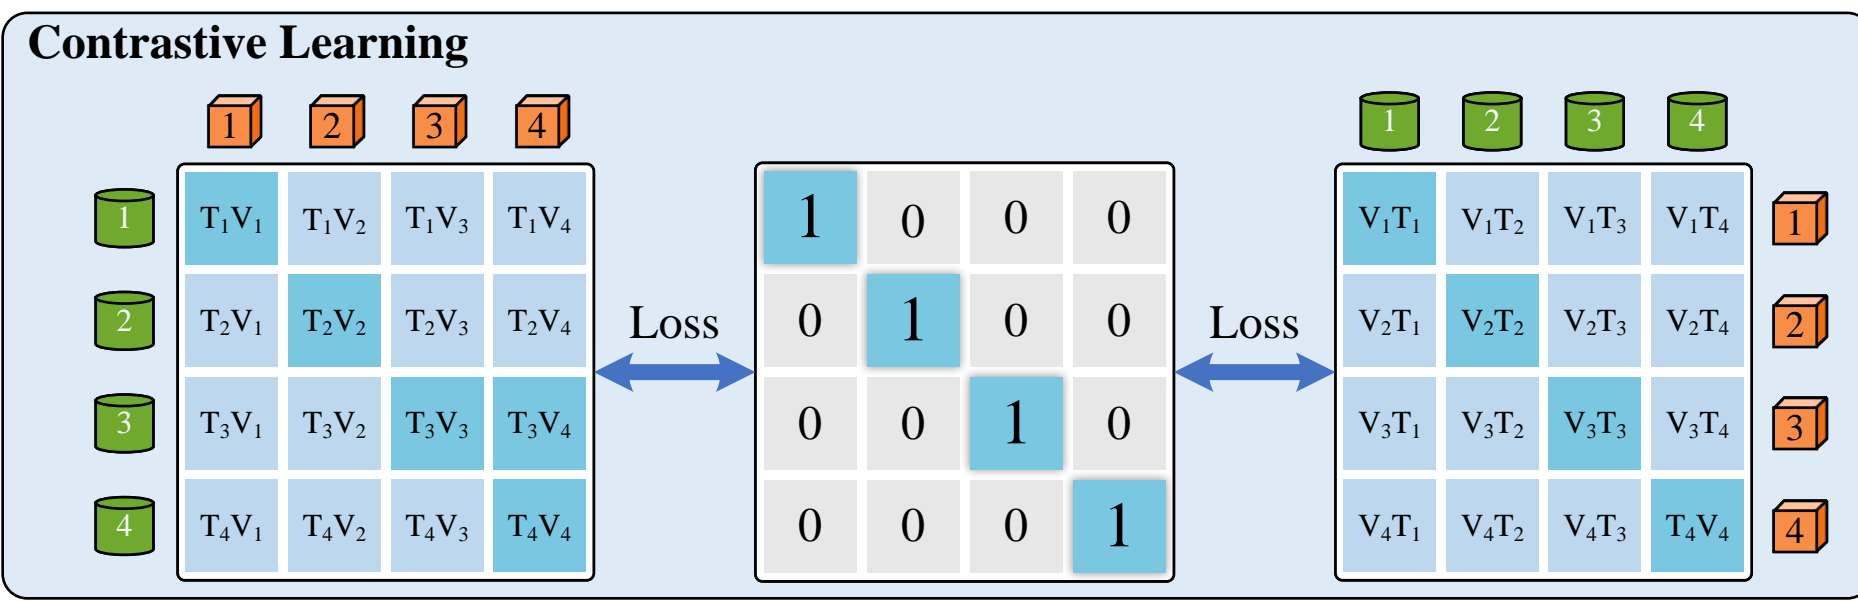 Contrastive Learning
1 2 3 4 1 2 3 4
1 T₁V₁ T₁V₂ T₁V₃ T₁V₄ 1 0 0 0 V₁T₁ V₁T₂ V₁T₃ V₁T₄ 1
2 T₂V₁ T₂V₂ T₂V₃ T₂V₄ Loss 0 1 0 0 Loss V₂T₁ V₂T₂ V₂T₃ V₂T₄ 2
3 T₃V₁ T₃V₂ T₃V₃ T₃V₄ 0 0 1 0 V₃T₁ V₃T₂ V₃T₃ V₃T₄ 3
4 T₄V₁ T₄V₂ T₄V₃ T₄V₄ 0 0 0 1 V₄T₁ V₄T₂ V₄T₃ T₄V₄ 4